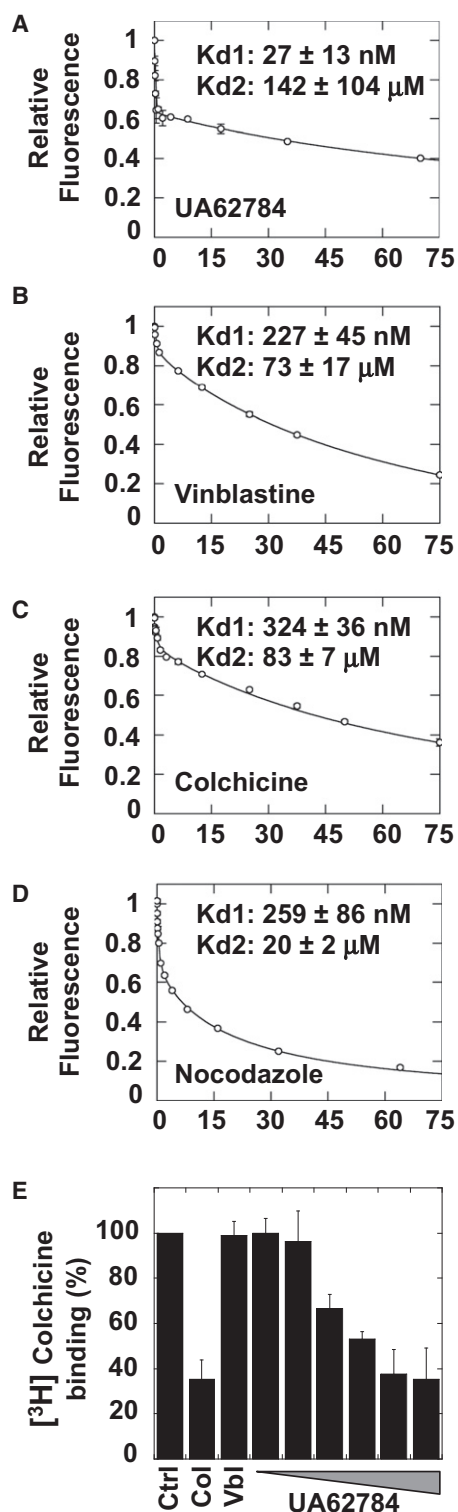 A
Relative
Fluorescence
1
0.8
0.6
0.4
0.2
0
Kd1: 27 ± 13 nM
Kd2: 142 ± 104 μM
UA62784
0 15 30 45 60 75
B
Relative
Fluorescence
1
0.8
0.6
0.4
0.2
0
Kd1: 227 ± 45 nM
Kd2: 73 ± 17 μM
Vinblastine
0 15 30 45 60 75
C
Relative
Fluorescence
1
0.8
0.6
0.4
0.2
0
Kd1: 324 ± 36 nM
Kd2: 83 ± 7 μM
Colchicine
0 15 30 45 60 75
D
Relative
Fluorescence
1
0.8
0.6
0.4
0.2
0
Kd1: 259 ± 86 nM
Kd2: 20 ± 2 μM
Nocodazole
0 15 30 45 60 75
E
[³H] Colchicine
binding (%)
100
80
60
40
20
0
Ctrl
Col
Vbl
UA62784